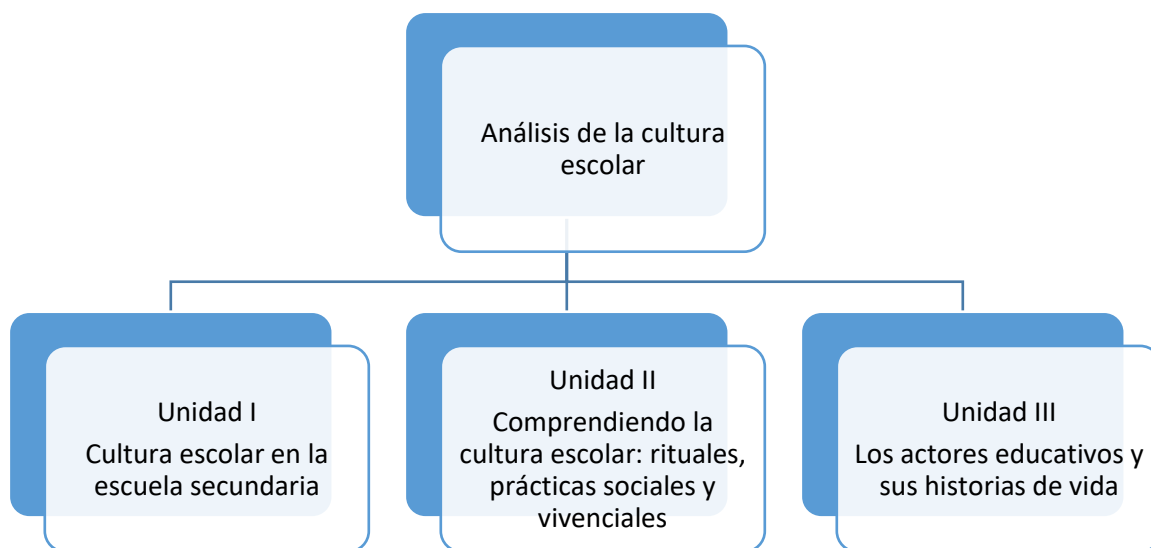 Análisis de la cultura
escolar
Unidad I
Cultura escolar en la
escuela secundaria
Unidad II
Comprendiendo la
cultura escolar: rituales,
prácticas sociales y
vivenciales
Unidad III
Los actores educativos y
sus historias de vida